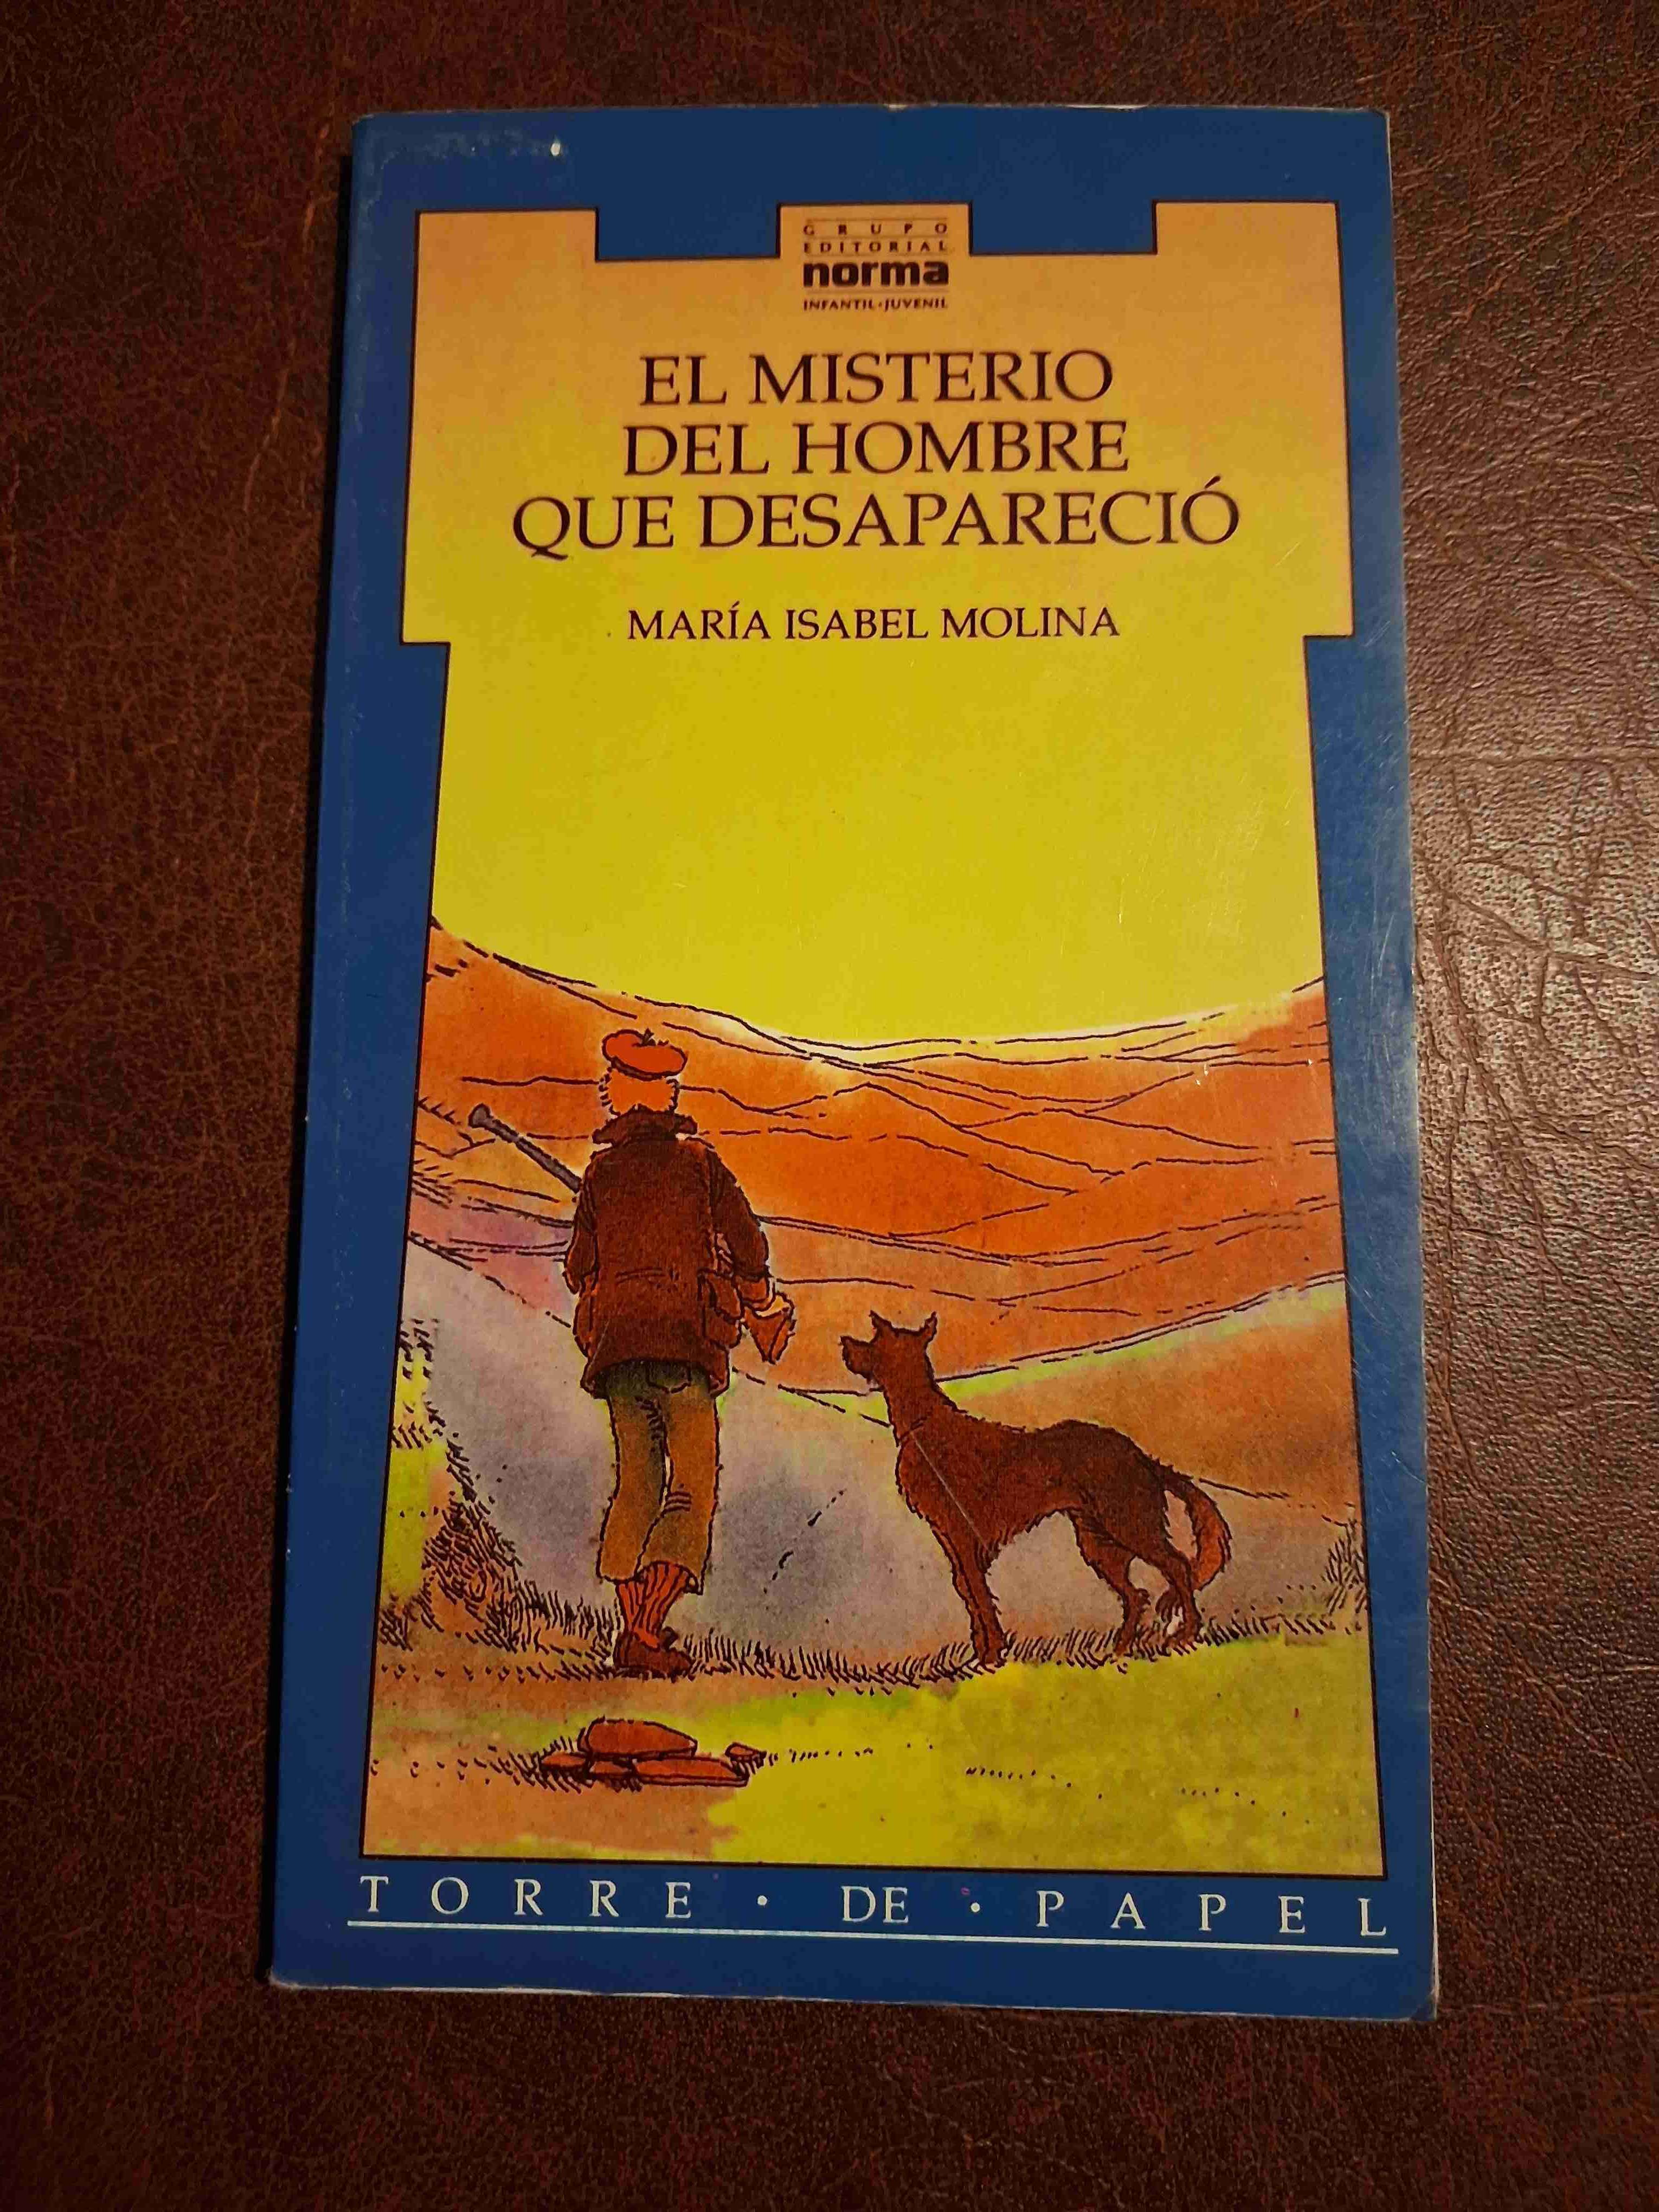 GRUPO
EDITORIAL
norma
INFANTIL·JUVENIL
EL MISTERIO
DEL HOMBRE
QUE DESAPARECIÓ
MARÍA ISABEL MOLINA
TORRE · DE · PAPEL